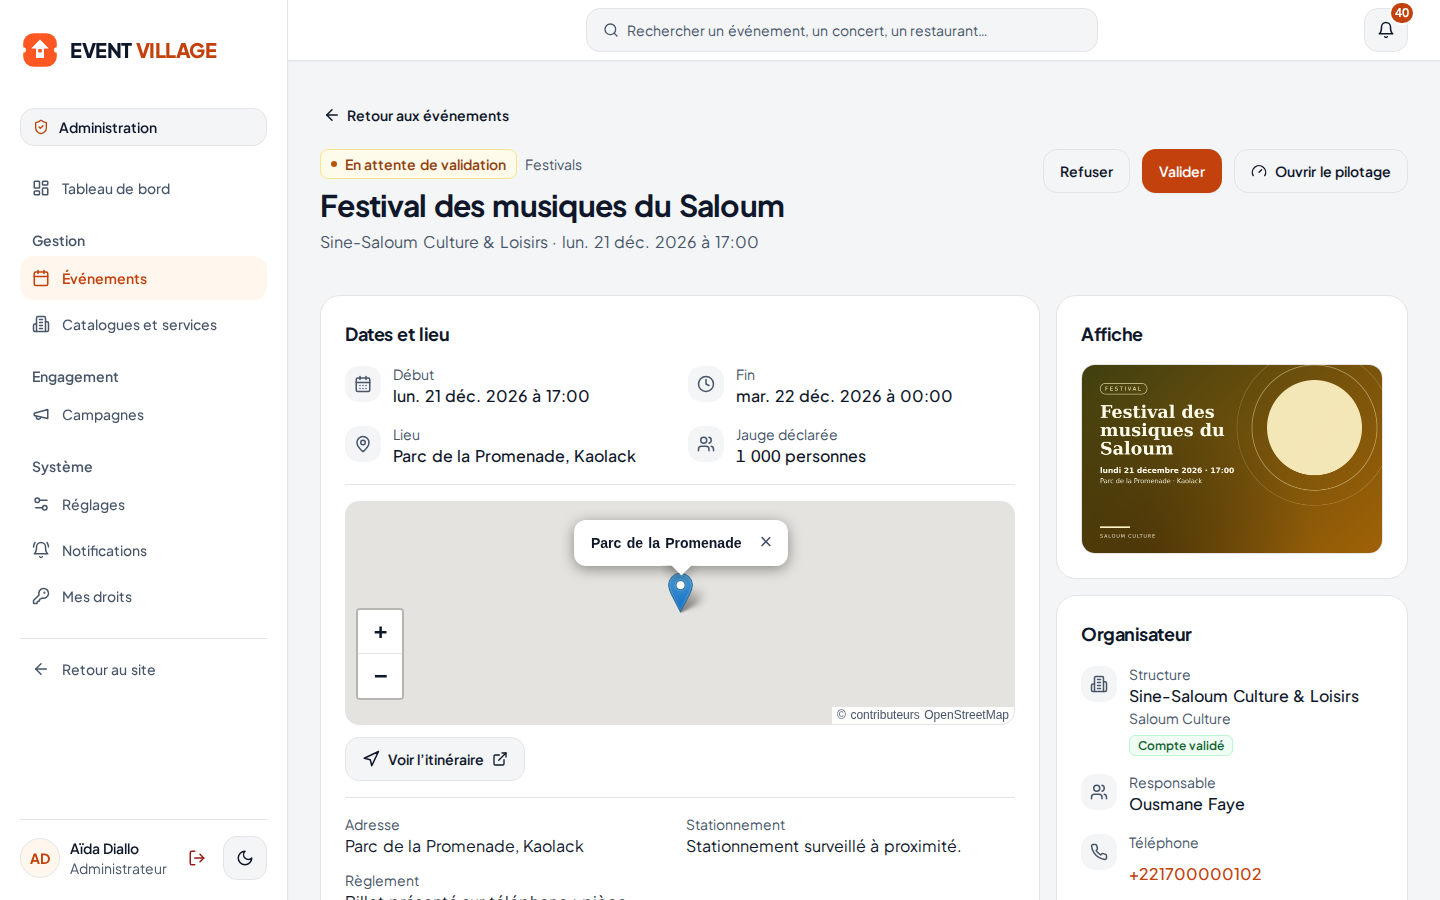 EVENT VILLAGE
Rechercher un événement, un concert, un restaurant...
40
Administration
Tableau de bord
Gestion
Événements
Catalogues et services
Engagement
Campagnes
Système
Réglages
Notifications
Mes droits
Retour au site
AD
Aïda Diallo
Administrateur
Retour aux événements
En attente de validation
Festivals
Festival des musiques du Saloum
Sine-Saloum Culture & Loisirs · lun. 21 déc. 2026 à 17:00
Refuser
Valider
Ouvrir le pilotage
Dates et lieu
Début
lun. 21 déc. 2026 à 17:00
Fin
mar. 22 déc. 2026 à 00:00
Lieu
Parc de la Promenade, Kaolack
Jauge déclarée
1 000 personnes
Parc de la Promenade ×
+
−
© contributeurs OpenStreetMap
Voir l'itinéraire
Adresse
Parc de la Promenade, Kaolack
Stationnement
Stationnement surveillé à proximité.
Règlement
Affiche
FESTIVAL
Festival des
musiques du
Saloum
lundi 21 décembre 2026 · 17:00
Parc de la Promenade · Kaolack
SALOUM CULTURE
Organisateur
Structure
Sine-Saloum Culture & Loisirs
Saloum Culture
Compte validé
Responsable
Ousmane Faye
Téléphone
+221700000102